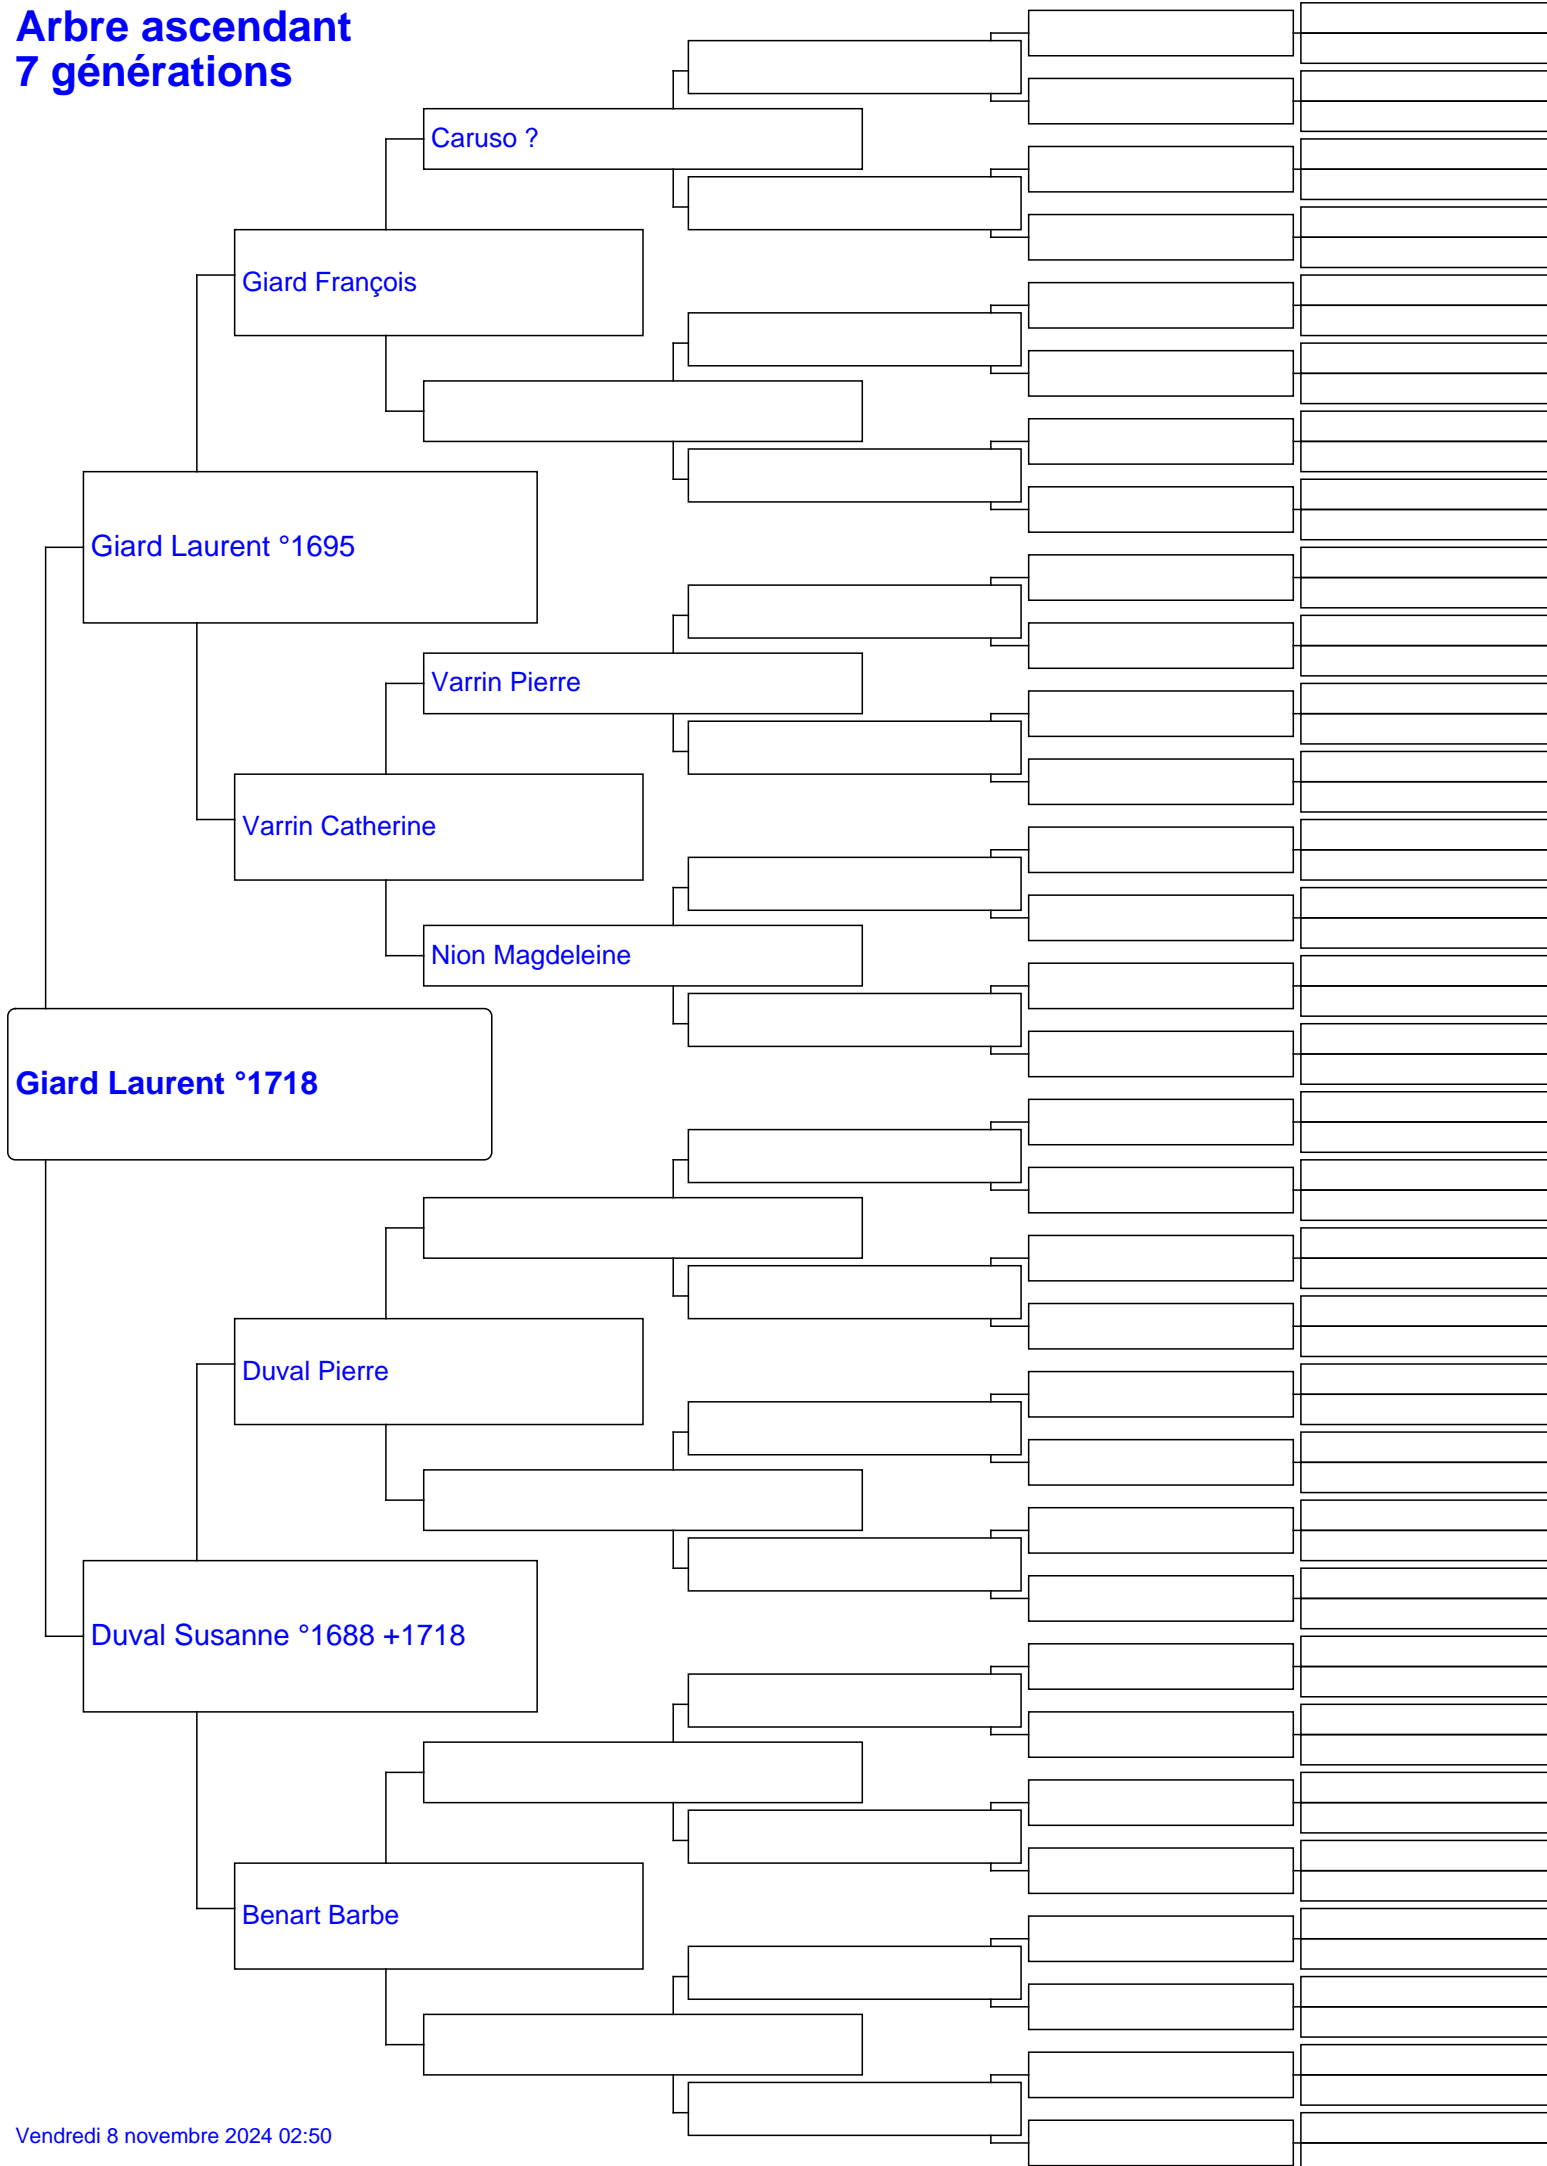 Arbre ascendant
7 générations
Caruso ?
Giard François
Giard Laurent °1695
Varrin Pierre
Varrin Catherine
Nion Magdeleine
Giard Laurent °1718
Duval Pierre
Duval Susanne °1688 +1718
Benart Barbe
Vendredi 8 novembre 2024 02:50